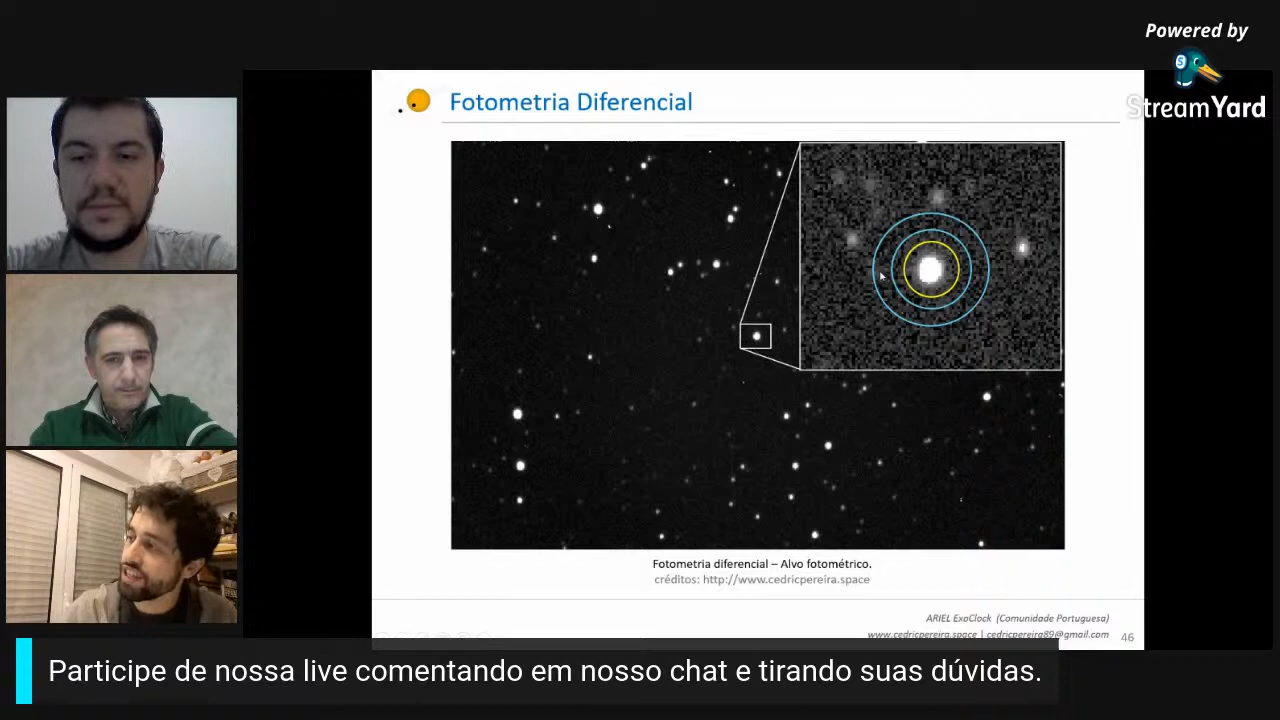 Powered by
StreamYard
Fotometria Diferencial
Fotometria diferencial – Alvo fotométrico.
créditos: http://www.cedricpereira.space
ARIEL ExoClock (Comunidade Portuguesa)
www.cedricpereira.space | cedricpereira89@gmail.com
46
Participe de nossa live comentando em nosso chat e tirando suas dúvidas.